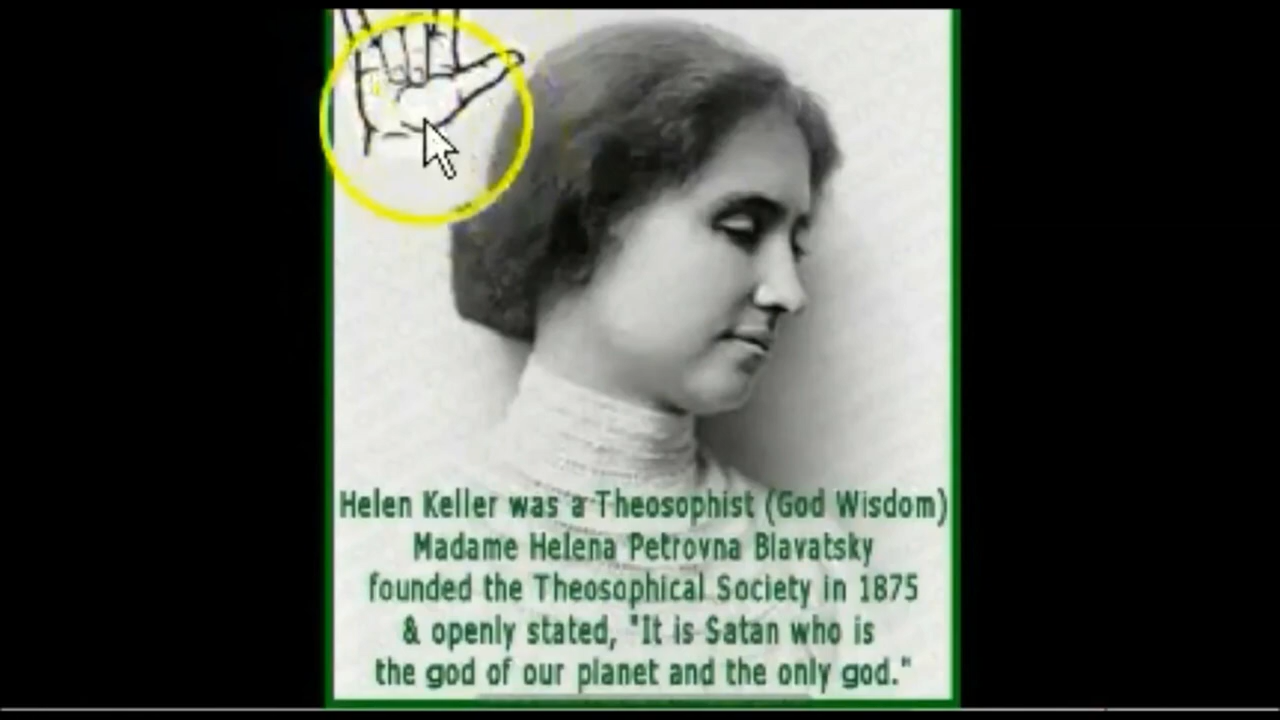 Helen Keller was a Theosophist (God Wisdom)
Madame Helena Petrovna Blavatsky
founded the Theosophical Society in 1875
& openly stated, "It is Satan who is
the god of our planet and the only god."